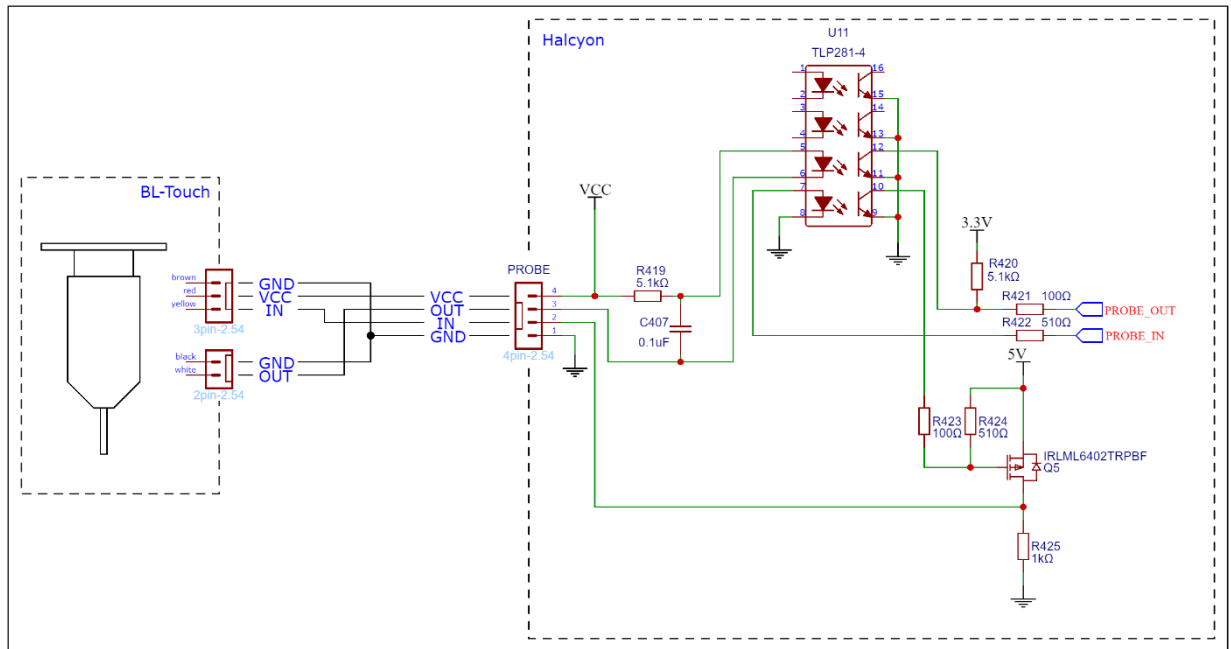 Halcyon
U11
TLP281-4
1
16
2
15
3
14
4
13
5
12
6
11
7
10
8
9
BL-Touch
brown
red
yellow
GND
VCC
IN
3pin-2.54
black
white
GND
OUT
2pin-2.54
VCC
OUT
IN
GND
PROBE
4
3
2
1
4pin-2.54
VCC
R419
5.1kΩ
C407
0.1uF
3.3V
R420
5.1kΩ
R421 100Ω
PROBE_OUT
R422 510Ω
PROBE_IN
5V
R423
100Ω
R424
510Ω
IRLML6402TRPBF
Q5
R425
1kΩ